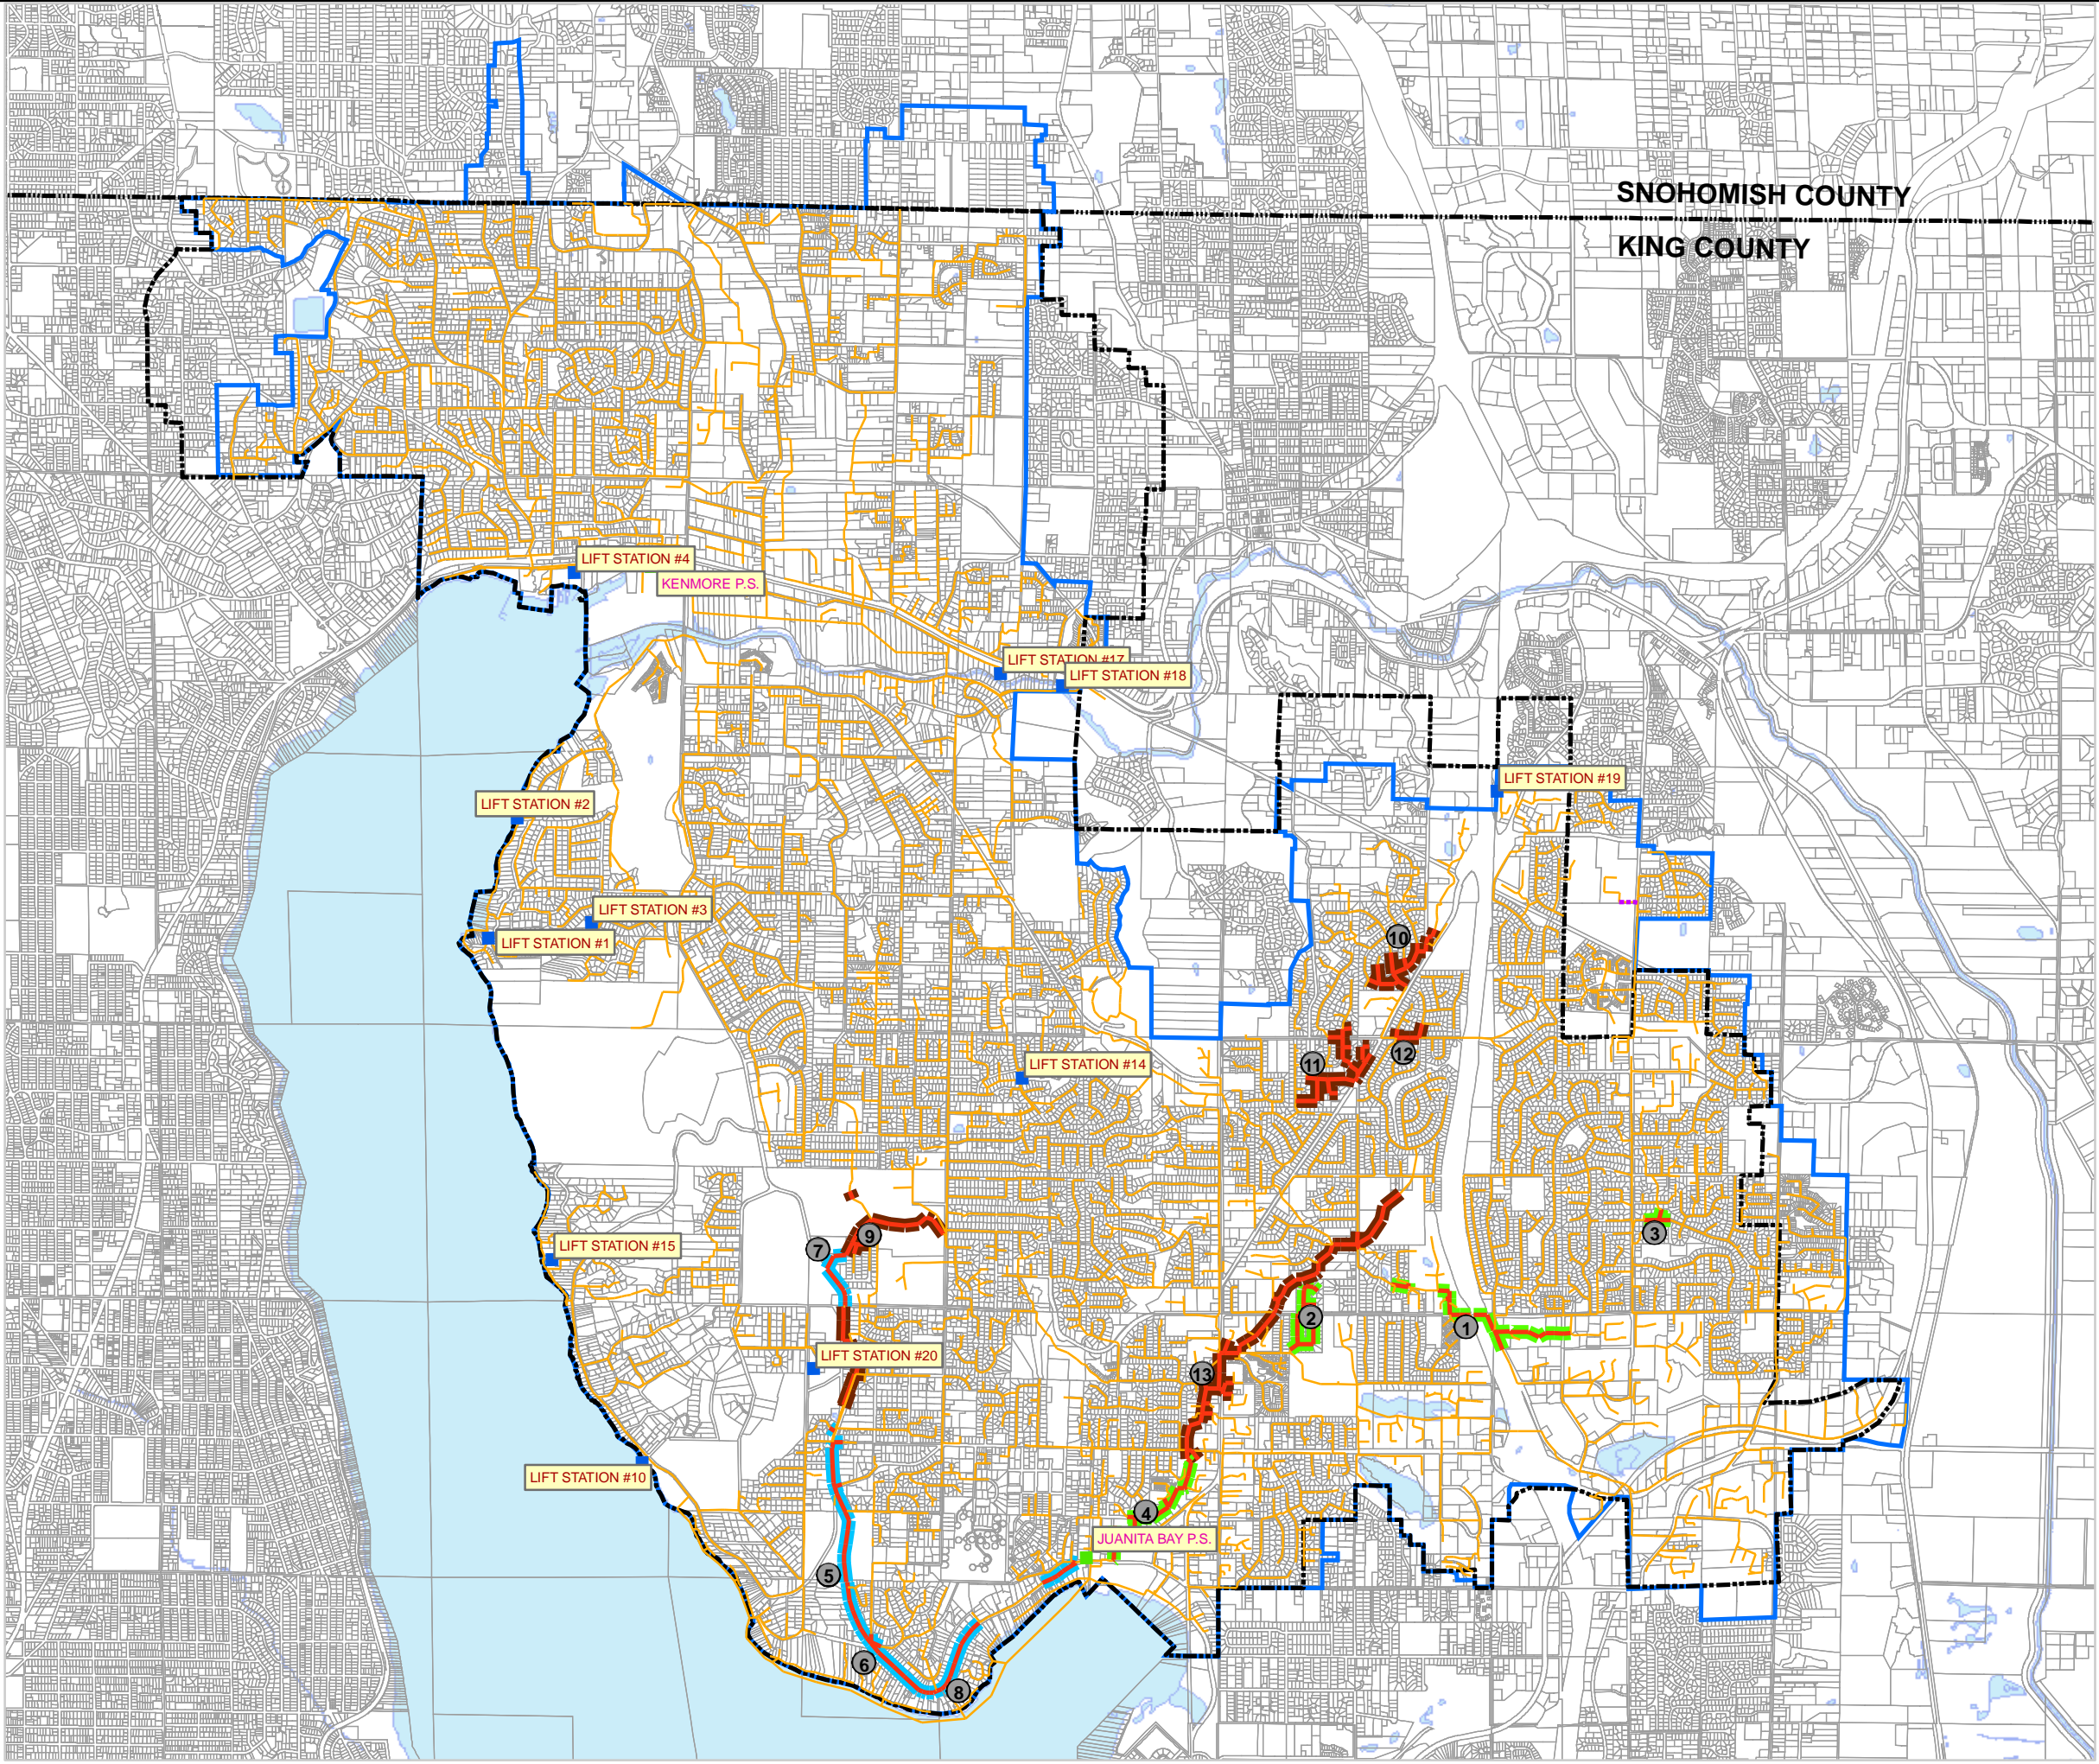 SNOHOMISH COUNTY
KING COUNTY
LIFT STATION #4
KENMORE P.S.
LIFT STATION #17
LIFT STATION #18
LIFT STATION #19
LIFT STATION #2
LIFT STATION #3
LIFT STATION #1
10
12
11
LIFT STATION #14
3
9
7
LIFT STATION #15
2
1
LIFT STATION #20
13
LIFT STATION #10
4
JUANITA BAY P.S.
5
6
8